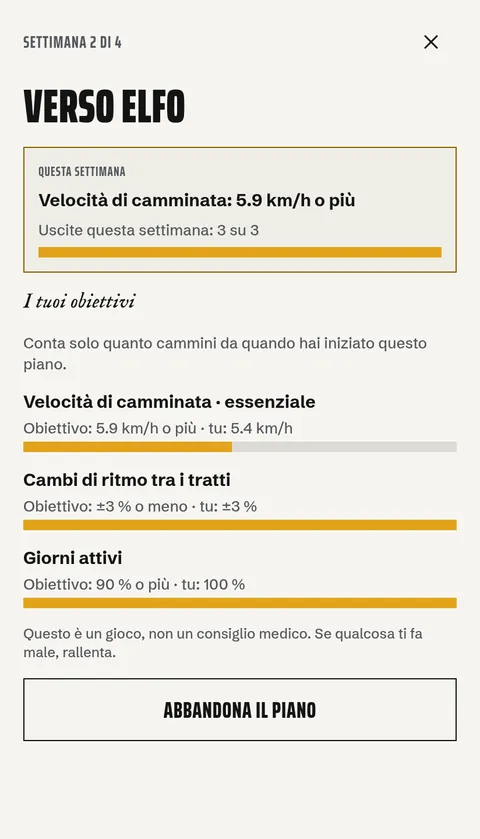 SETTIMANA 2 DI 4
VERSO ELFO
QUESTA SETTIMANA
Velocità di camminata: 5.9 km/h o più
Uscite questa settimana: 3 su 3
I tuoi obiettivi
Conta solo quanto cammini da quando hai iniziato questo
piano.
Velocità di camminata · essenziale
Obiettivo: 5.9 km/h o più · tu: 5.4 km/h
Cambi di ritmo tra i tratti
Obiettivo: ±3 % o meno · tu: ±3 %
Giorni attivi
Obiettivo: 90 % o più · tu: 100 %
Questo è un gioco, non un consiglio medico. Se qualcosa ti fa
male, rallenta.
ABBANDONA IL PIANO